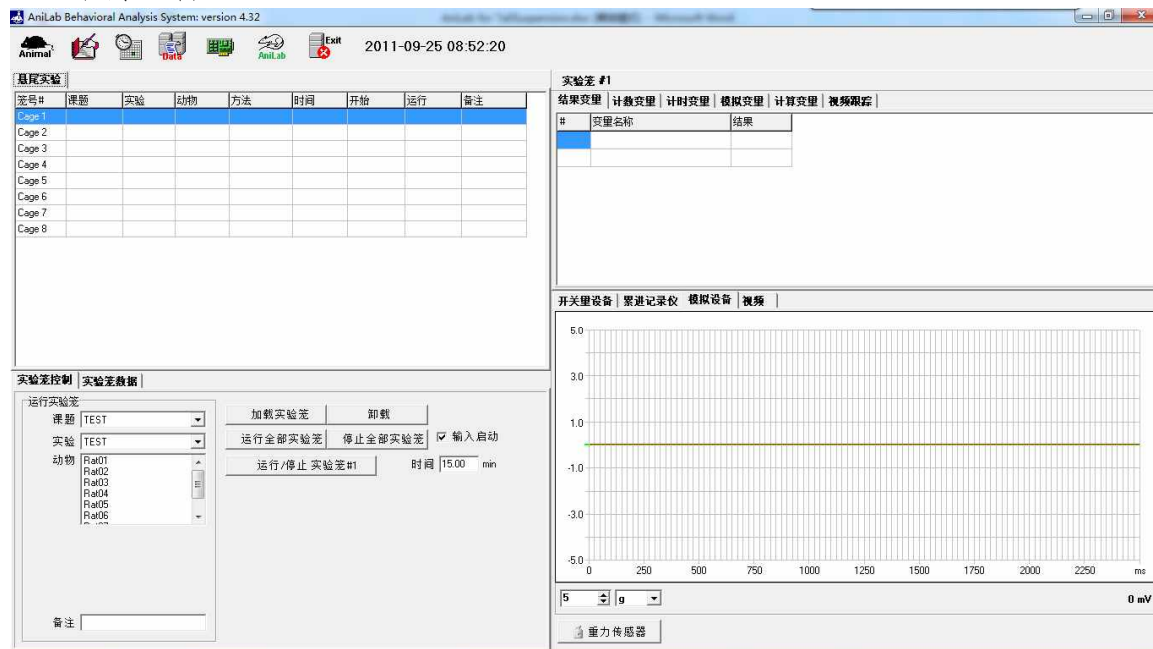 AniLab Behavioral Analysis System: version 4.32
Animal
Data
AniLab
Exit
2011-09-25 08:52:20
悬尾实验
笼号# 课题 实验 动物 方法 时间 开始 运行 备注
Cage 1
Cage 2
Cage 3
Cage 4
Cage 5
Cage 6
Cage 7
Cage 8
实验笼控制 实验笼数据
运行实验笼
课题 TEST
实验 TEST
动物 Rat01
Rat02
Rat03
Rat04
Rat05
Rat06
备注
加载实验笼 卸载
运行全部实验笼 停止全部实验笼 输入启动
运行/停止 实验笼#1 时间 15.00 min
实验笼 #1
结果变量 计数变量 计时变量 模拟变量 计算变量 视频跟踪
# 变量名称 结果
开关里设备 累进记录仪 模拟设备 视频
5.0
3.0
1.0
-1.0
-3.0
-5.0
0 250 500 750 1000 1250 1500 1750 2000 2250 ms
5 g 0 mV
重力传感器